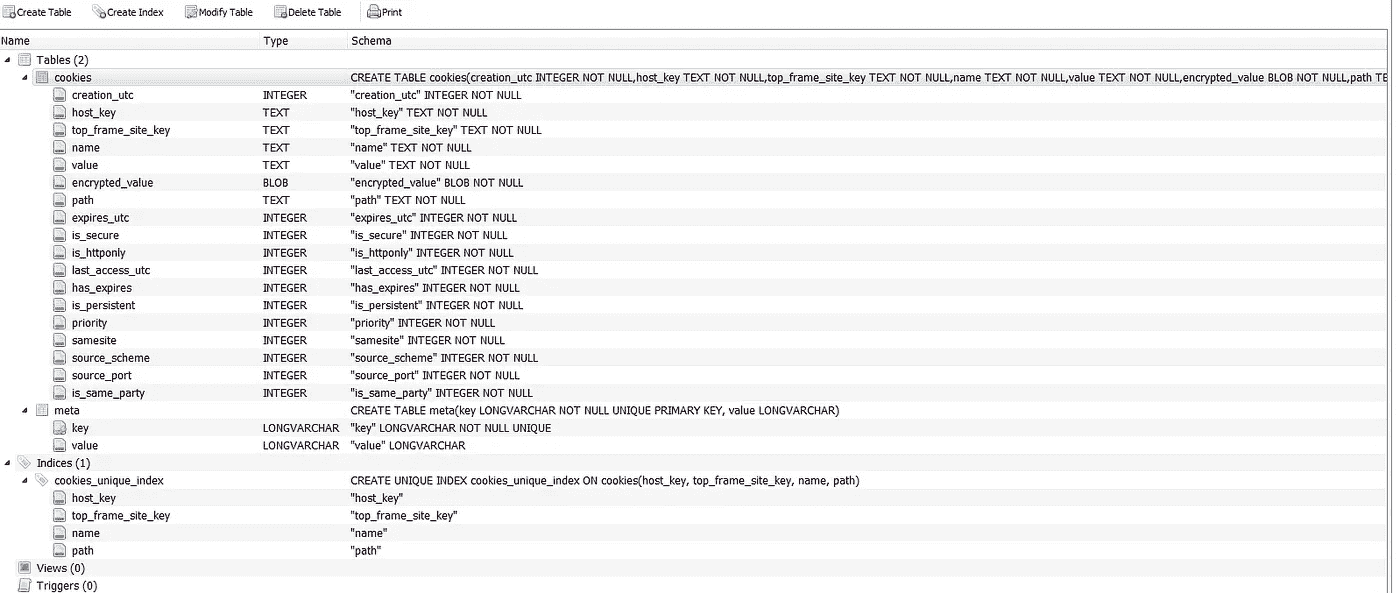 Create Table Create Index Modify Table Delete Table Print
Name Type Schema
Tables (2)
cookies CREATE TABLE cookies(creation_utc INTEGER NOT NULL,host_key TEXT NOT NULL,top_frame_site_key TEXT NOT NULL,name TEXT NOT NULL,value TEXT NOT NULL,encrypted_value BLOB NOT NULL,path TE
creation_utc INTEGER "creation_utc" INTEGER NOT NULL
host_key TEXT "host_key" TEXT NOT NULL
top_frame_site_key TEXT "top_frame_site_key" TEXT NOT NULL
name TEXT "name" TEXT NOT NULL
value TEXT "value" TEXT NOT NULL
encrypted_value BLOB "encrypted_value" BLOB NOT NULL
path TEXT "path" TEXT NOT NULL
expires_utc INTEGER "expires_utc" INTEGER NOT NULL
is_secure INTEGER "is_secure" INTEGER NOT NULL
is_httponly INTEGER "is_httponly" INTEGER NOT NULL
last_access_utc INTEGER "last_access_utc" INTEGER NOT NULL
has_expires INTEGER "has_expires" INTEGER NOT NULL
is_persistent INTEGER "is_persistent" INTEGER NOT NULL
priority INTEGER "priority" INTEGER NOT NULL
samesite INTEGER "samesite" INTEGER NOT NULL
source_scheme INTEGER "source_scheme" INTEGER NOT NULL
source_port INTEGER "source_port" INTEGER NOT NULL
is_same_party INTEGER "is_same_party" INTEGER NOT NULL
meta CREATE TABLE meta(key LONGVARCHAR NOT NULL UNIQUE PRIMARY KEY, value LONGVARCHAR)
key LONGVARCHAR "key" LONGVARCHAR NOT NULL UNIQUE
value LONGVARCHAR "value" LONGVARCHAR
Indices (1)
cookies_unique_index CREATE UNIQUE INDEX cookies_unique_index ON cookies(host_key, top_frame_site_key, name, path)
host_key "host_key"
top_frame_site_key "top_frame_site_key"
name "name"
path "path"
Views (0)
Triggers (0)